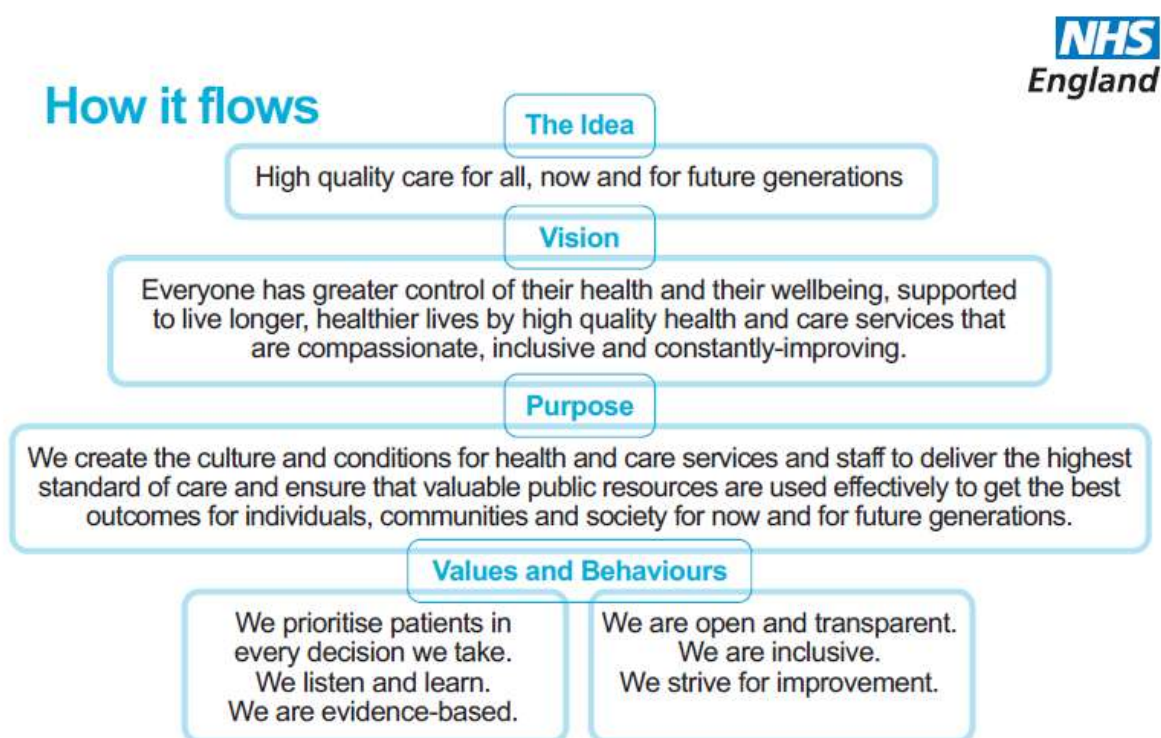 NHS
England
How it flows
The Idea
High quality care for all, now and for future generations
Vision
Everyone has greater control of their health and their wellbeing, supported
to live longer, healthier lives by high quality health and care services that
are compassionate, inclusive and constantly-improving.
Purpose
We create the culture and conditions for health and care services and staff to deliver the highest
standard of care and ensure that valuable public resources are used effectively to get the best
outcomes for individuals, communities and society for now and for future generations.
Values and Behaviours
We prioritise patients in
every decision we take.
We listen and learn.
We are evidence-based.
We are open and transparent.
We are inclusive.
We strive for improvement.